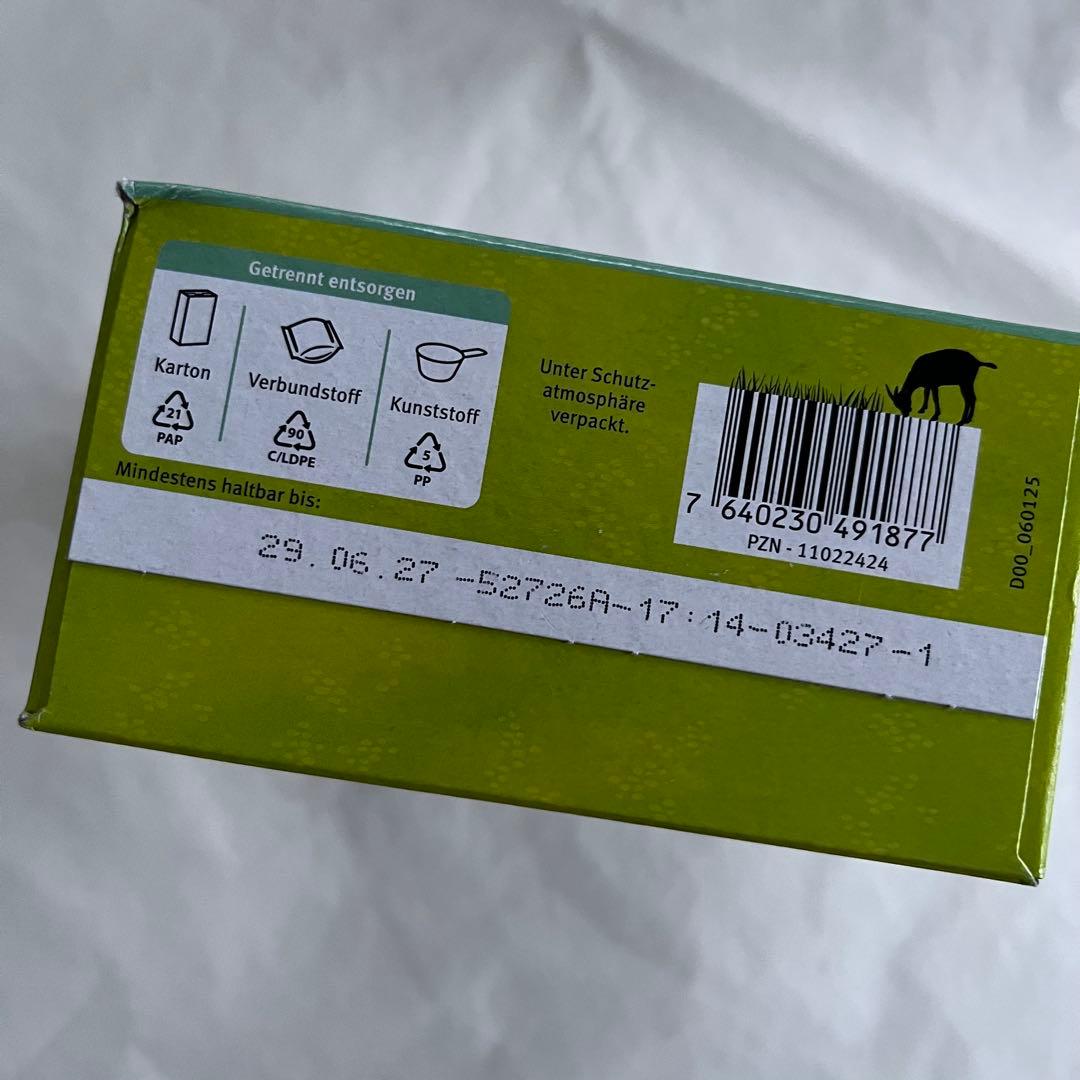 Getrennt entsorgen
Karton
21
PAP
Verbundstoff
90
C/LDPE
Kunststoff
5
PP
Unter Schutz-
atmosphäre
verpackt.
7 640230 491877
PZN - 11022424
D00_060125
Mindestens haltbar bis:
29.06.27 -52726A-17:14-03427-1